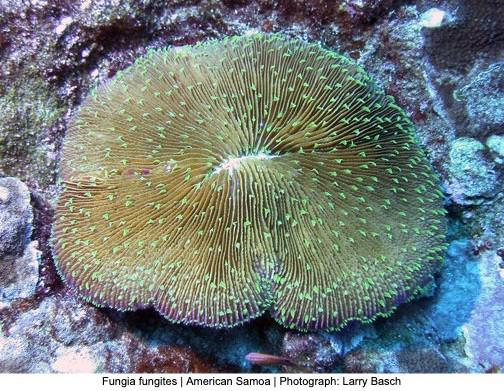 Fungia fungites | American Samoa | Photograph: Larry Basch